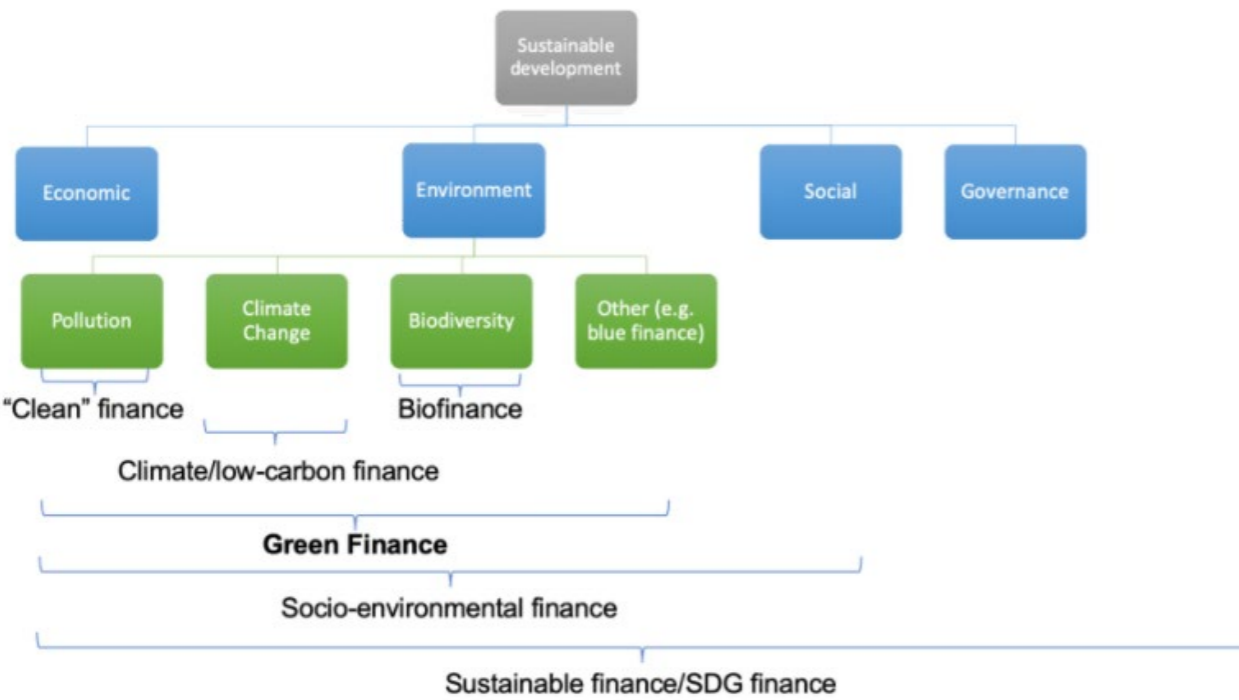 Sustainable
development
Economic
Environment
Social
Governance
Pollution
Climate
Change
Biodiversity
Other (e.g.
blue finance)
“Clean” finance
Biofinance
Climate/low-carbon finance
Green Finance
Socio-environmental finance
Sustainable finance/SDG finance